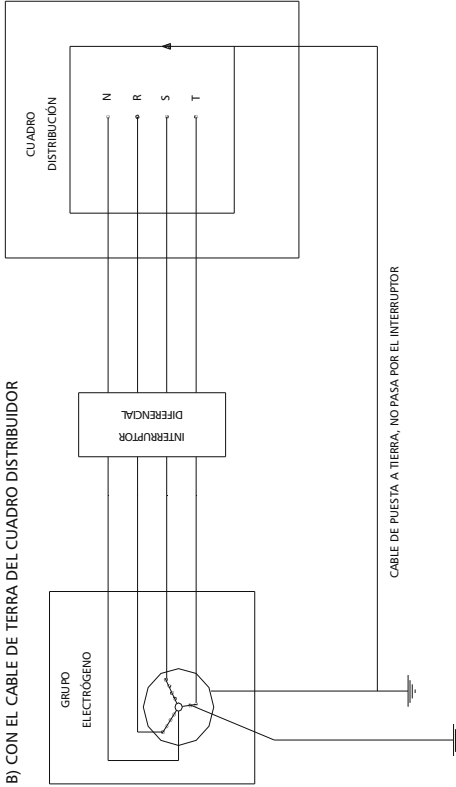 B) CON EL CABLE DE TERRA DEL CUADRO DISTRIBUIDOR
GRUPO
ELECTRÓGENO
INTERRUPTOR
DIFERENCIAL
CUADRO
DISTRIBUCIÓN
N
R
S
T
CABLE DE PUESTA A TIERRA, NO PASA POR EL INTERRUPTOR